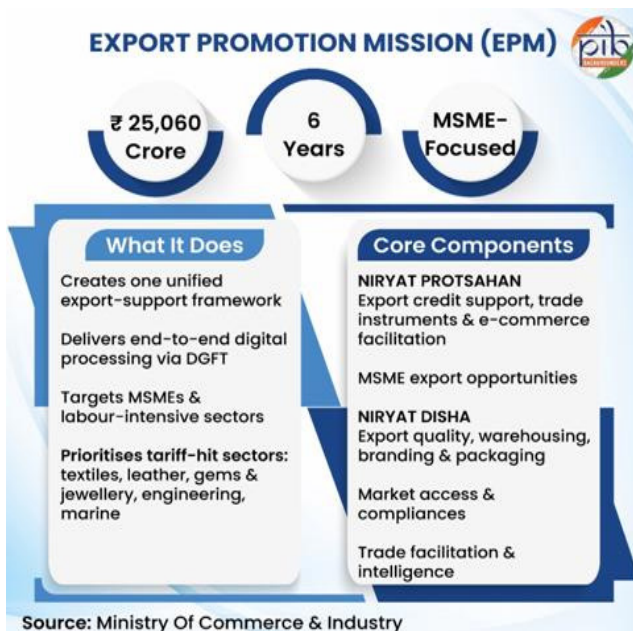 EXPORT PROMOTION MISSION (EPM)
pib
BACKGROUNDERS
₹ 25,060
Crore
6
Years
MSME-
Focused
What It Does
Creates one unified
export-support framework
Delivers end-to-end digital
processing via DGFT
Targets MSMEs &
labour-intensive sectors
Prioritises tariff-hit sectors:
textiles, leather, gems &
jewellery, engineering,
marine
Core Components
NIRYAT PROTSAHAN
Export credit support, trade
instruments & e-commerce
facilitation
MSME export opportunities
NIRYAT DISHA
Export quality, warehousing,
branding & packaging
Market access &
compliances
Trade facilitation &
intelligence
Source: Ministry Of Commerce & Industry